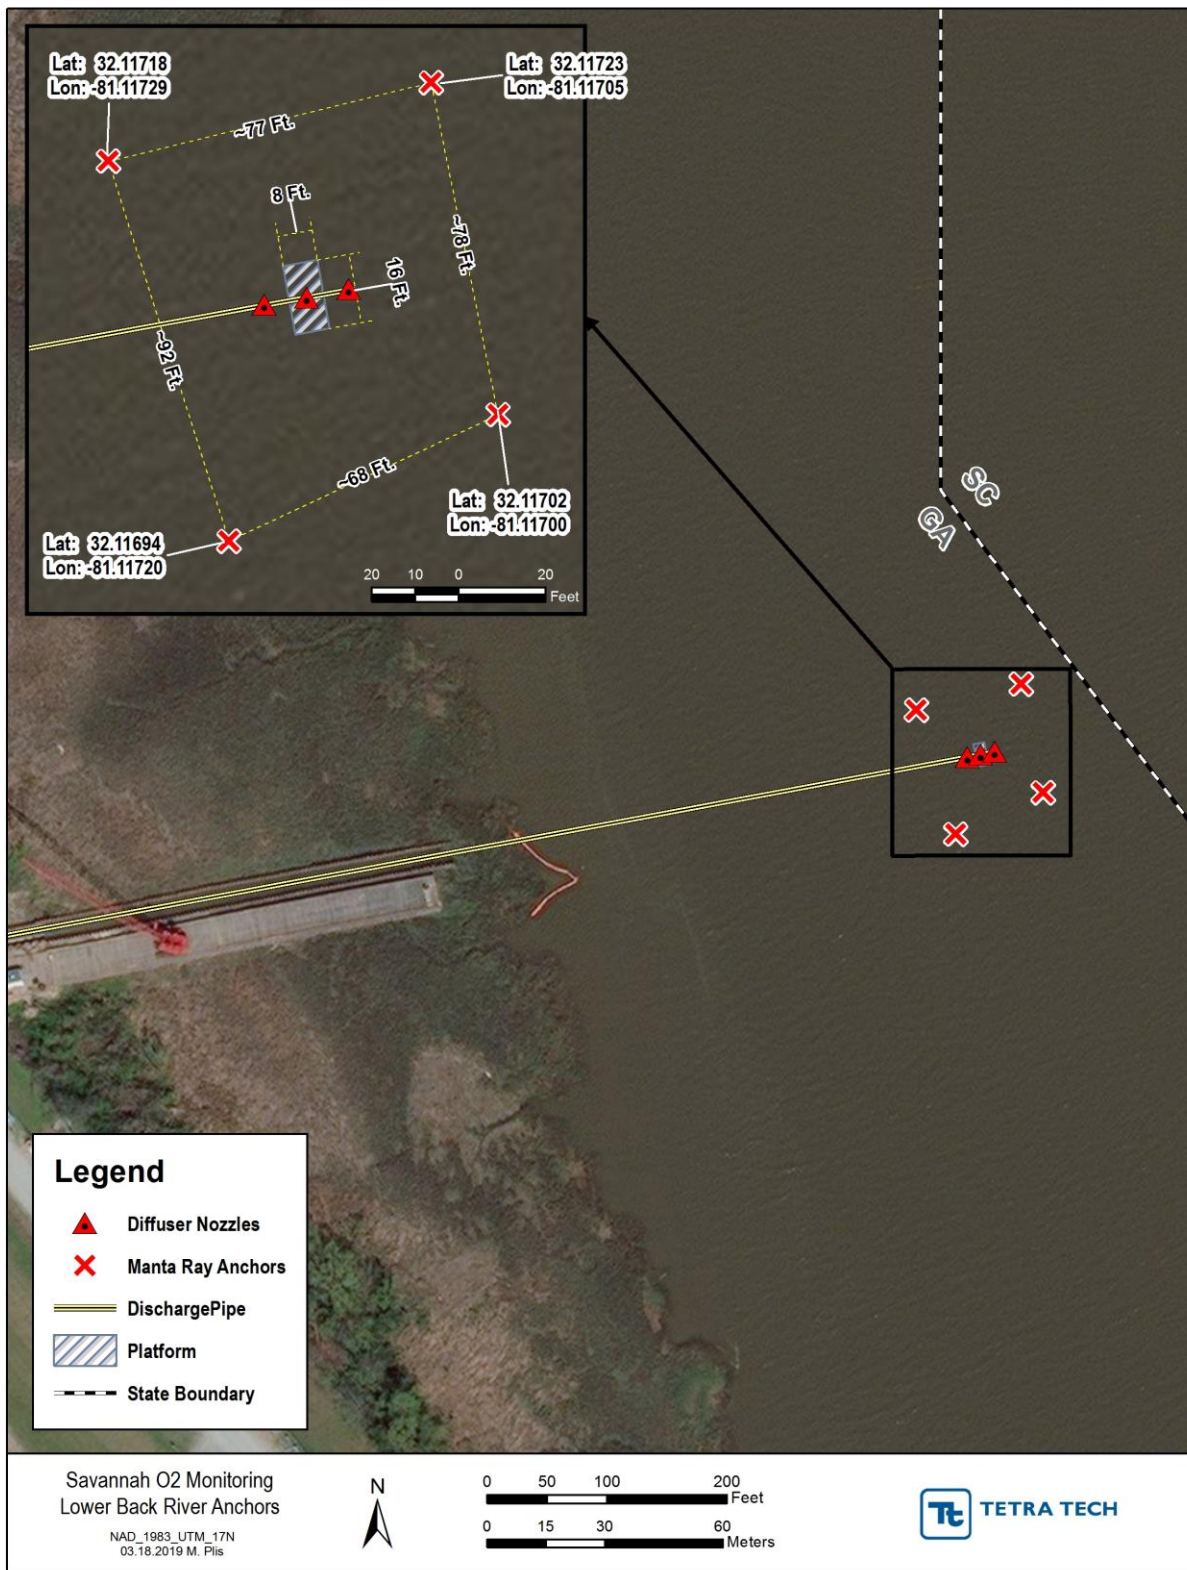 Lat: 32.11718
Lon: -81.11729
Lat: 32.11723
Lon: -81.11705
~77 Ft.
8 Ft.
~78 Ft.
16 Ft.
~92 Ft.
~68 Ft.
Lat: 32.11702
Lon: -81.11700
Lat: 32.11694
Lon: -81.11720
20 10 0 20
Feet
SC
GA
Legend
Diffuser Nozzles
Manta Ray Anchors
DischargePipe
Platform
State Boundary
Savannah O2 Monitoring
Lower Back River Anchors
NAD_1983_UTM_17N
03.18.2019 M. Plis
N
0 50 100 200
Feet
0 15 30 60
Meters
Tt TETRA TECH